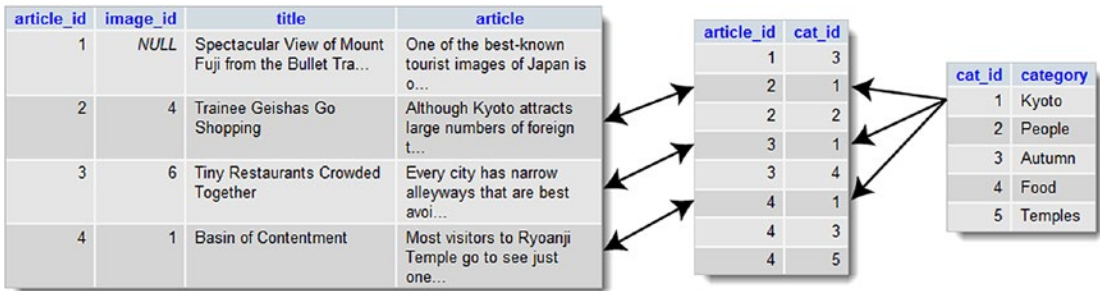 article_id image_id title article
1 NULL Spectacular View of Mount Fuji from the Bullet Tra... One of the best-known tourist images of Japan is o...
2 4 Trainee Geishas Go Shopping Although Kyoto attracts large numbers of foreign t...
3 6 Tiny Restaurants Crowded Together Every city has narrow alleyways that are best avoi...
4 1 Basin of Contentment Most visitors to Ryoanji Temple go to see just one...
article_id cat_id
1 3
2 1
2 2
3 1
3 4
4 1
4 3
4 5
cat_id category
1 Kyoto
2 People
3 Autumn
4 Food
5 Temples